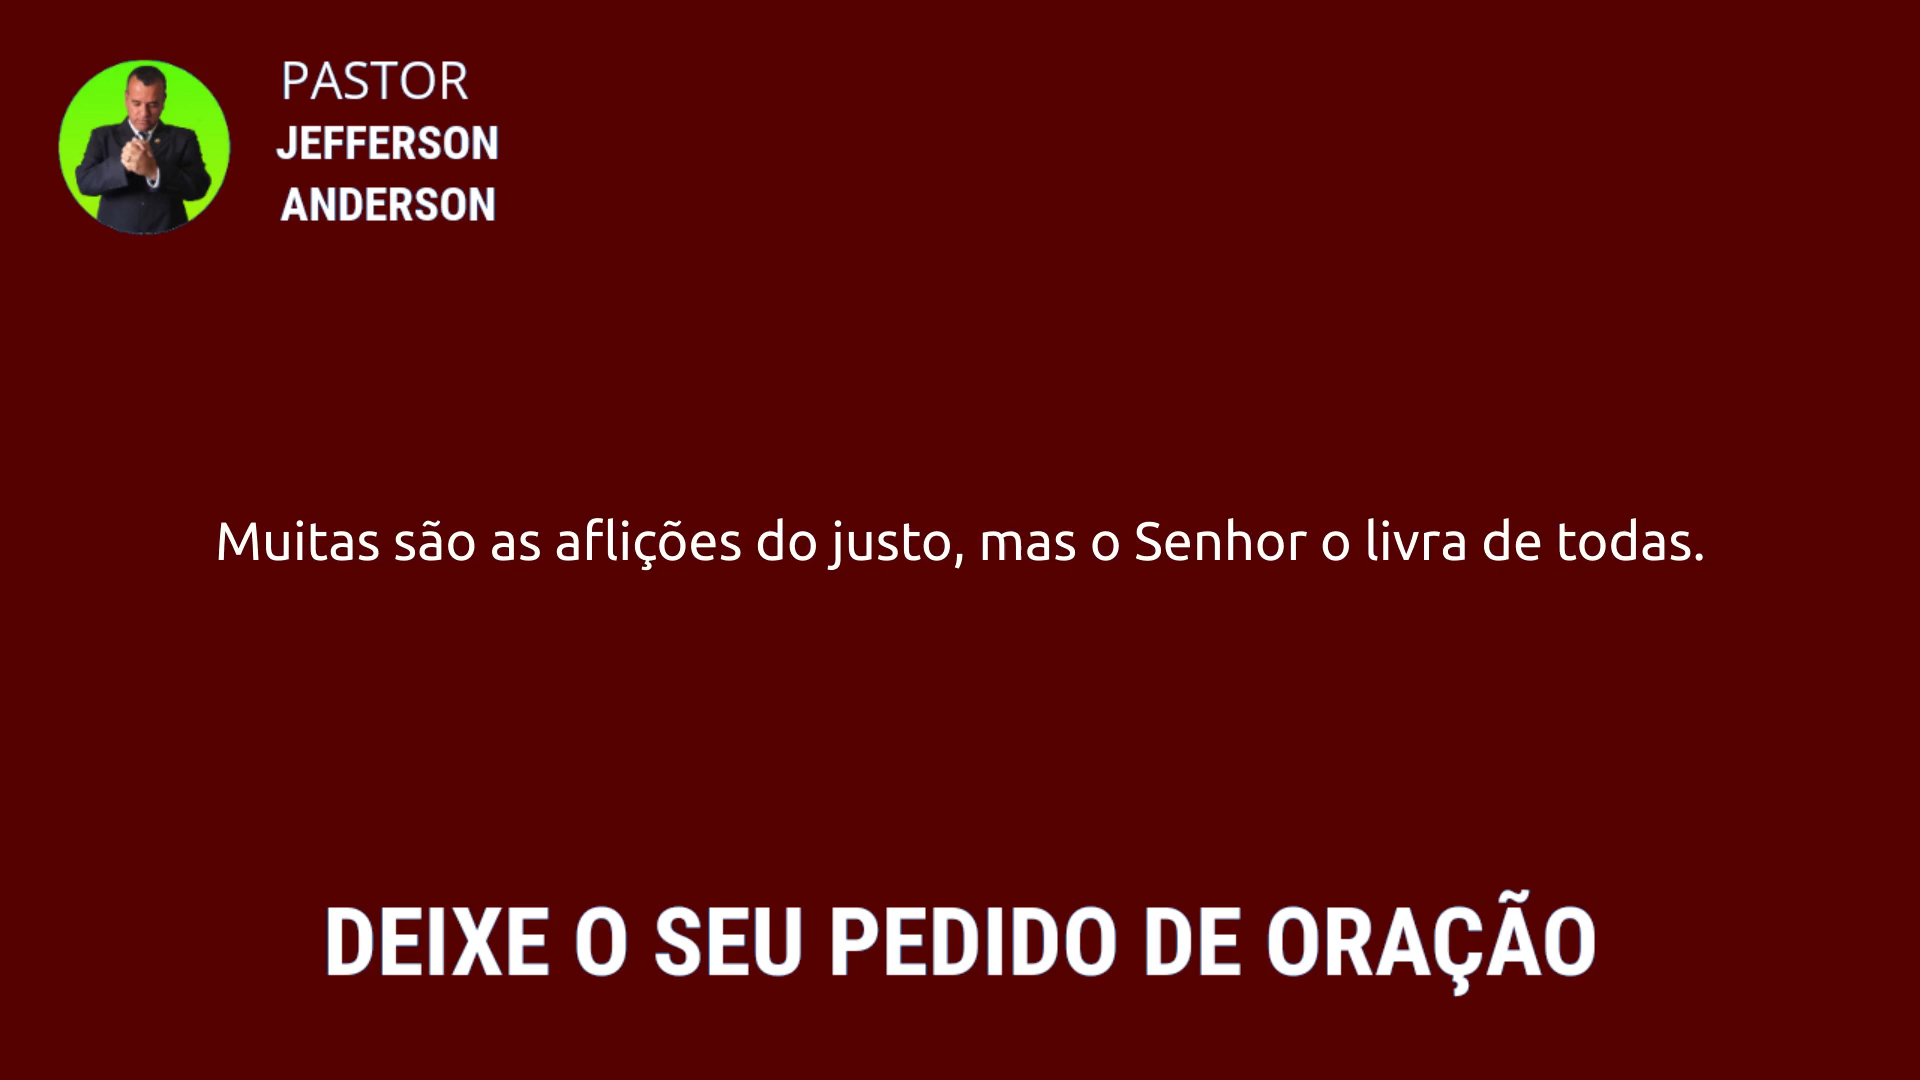 PASTOR
JEFFERSON
ANDERSON
Muitas são as aflições do justo, mas o Senhor o livra de todas.
DEIXE O SEU PEDIDO DE ORAÇÃO